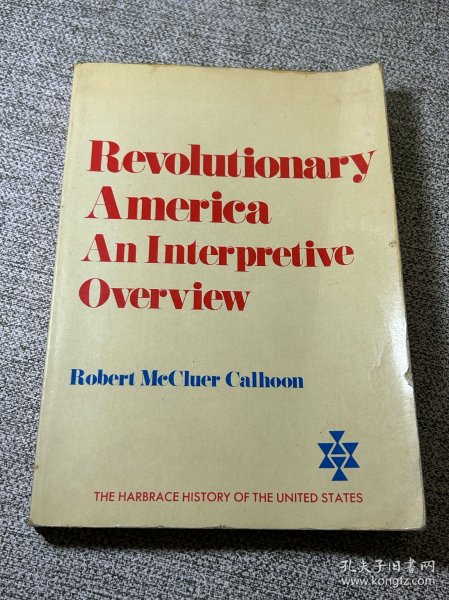 Revolutionary
America
An Interpretive
Overview
Robert McCluer Calhoon
THE HARBRACE HISTORY OF THE UNITED STATES
孔夫子旧书网
www.kongfz.com